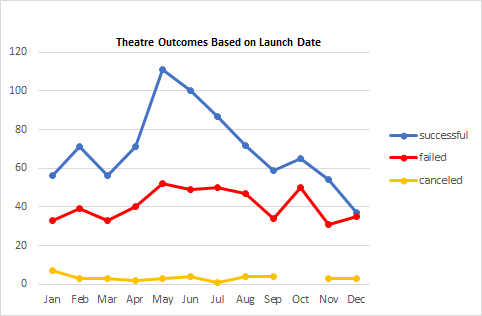 Theatre Outcomes Based on Launch Date
120
100
80
60
40
20
0
Jan Feb Mar Apr May Jun Jul Aug Sep Oct Nov Dec
successful
failed
canceled